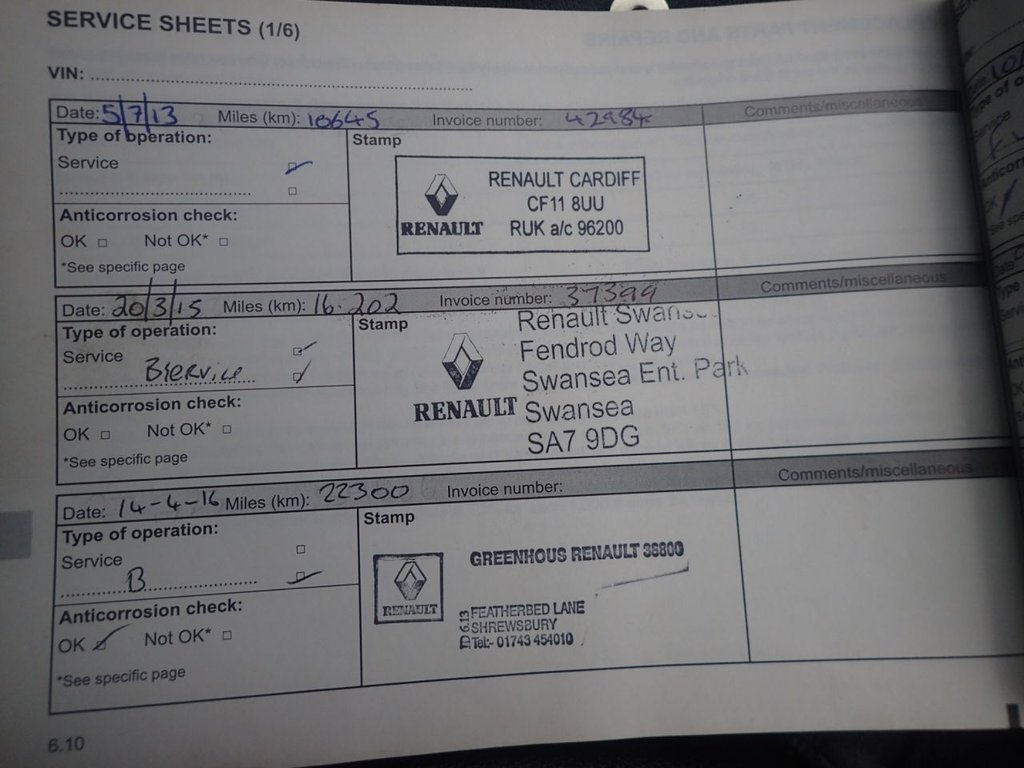 SERVICE SHEETS (1/6)
VIN:
Date: 5/7/13 Miles (km): 10645 Invoice number: 42984 Comments/miscellaneous
Type of operation:
Service
Anticorrosion check:
OK Not OK*
*See specific page
Stamp
RENAULT
RENAULT CARDIFF
CF11 8UU
RUK a/c 96200
Date: 20/3/15 Miles (km): 16.202 Invoice number: 37399 Comments/miscellaneous
Type of operation:
Service
B service
Anticorrosion check:
OK Not OK*
*See specific page
Stamp
RENAULT
Renault Swans
Fendrod Way
Swansea Ent. Park
Swansea
SA7 9DG
Date: 14-4-16 Miles (km): 22300 Invoice number: Comments/miscellaneous
Type of operation:
Service
B
Anticorrosion check:
OK Not OK*
*See specific page
Stamp
RENAULT
GREENHOUS RENAULT 36800
FEATHERBED LANE
SHREWSBURY
Tel:- 01743 454010
6.10